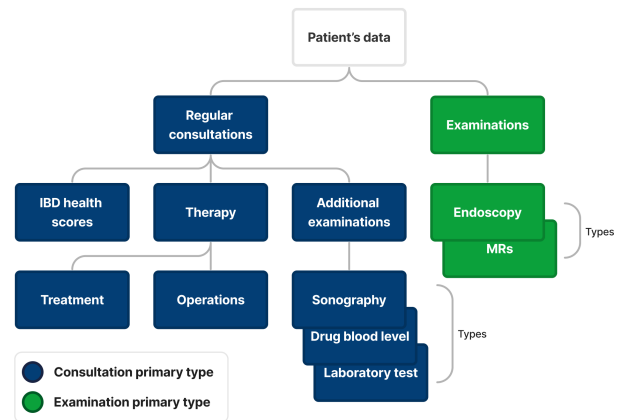 Patient's data
Regular
consultations
Examinations
IBD health
scores
Therapy
Additional
examinations
Endoscopy
MRs
Types
Treatment
Operations
Sonography
Drug blood level
Laboratory test
Types
Consultation primary type
Examination primary type